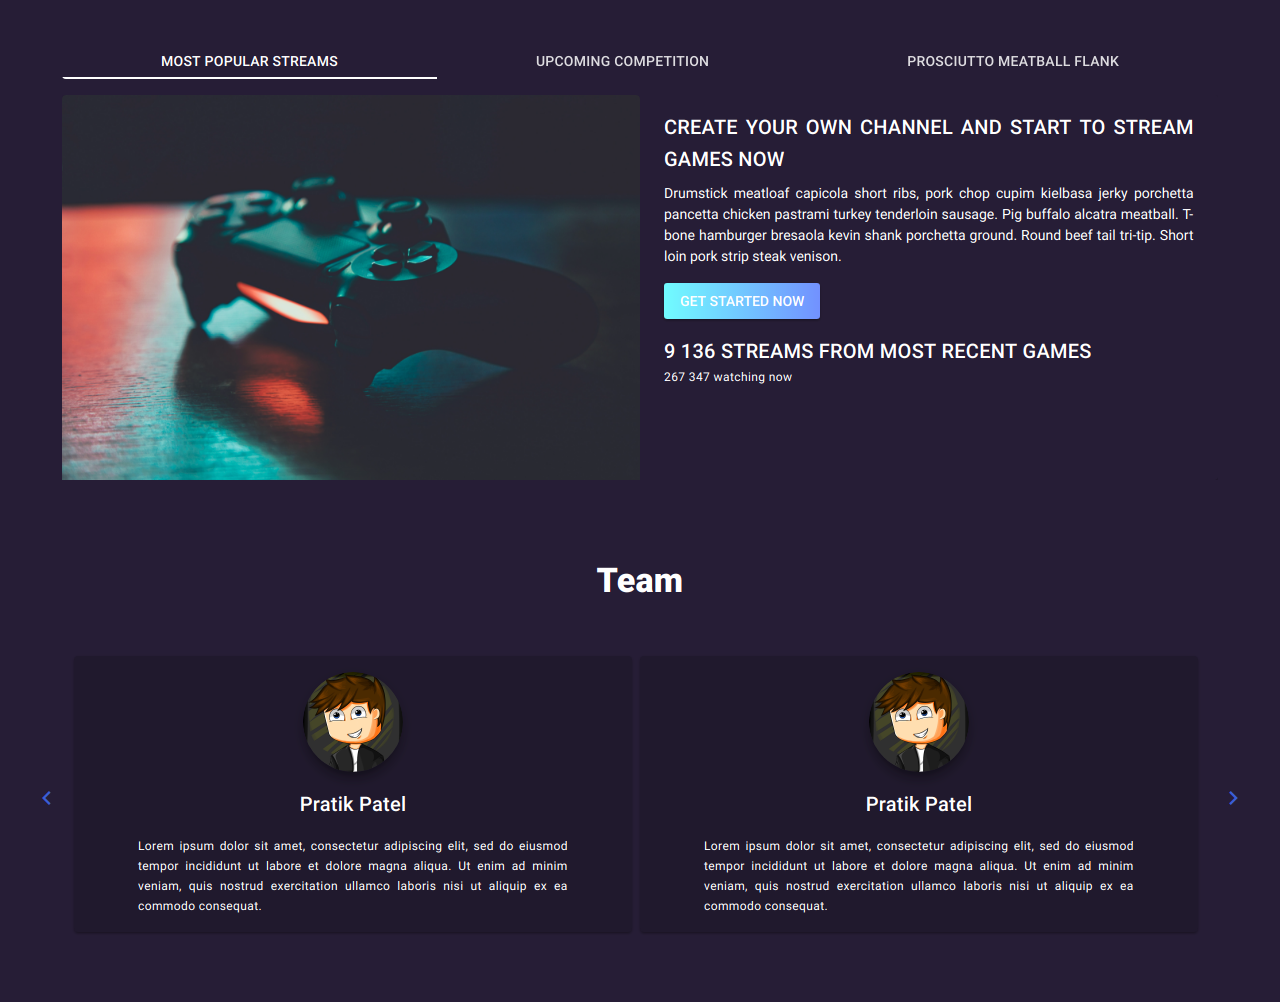 MOST POPULAR STREAMS
UPCOMING COMPETITION
PROSCIUTTO MEATBALL FLANK
CREATE YOUR OWN CHANNEL AND START TO STREAM
GAMES NOW
Drumstick meatloaf capicola short ribs, pork chop cupim kielbasa jerky porchetta
pancetta chicken pastrami turkey tenderloin sausage. Pig buffalo alcatra meatball. T-
bone hamburger bresaola kevin shank porchetta ground. Round beef tail tri-tip. Short
loin pork strip steak venison.
GET STARTED NOW
9 136 STREAMS FROM MOST RECENT GAMES
267 347 watching now
Team
Pratik Patel
Lorem ipsum dolor sit amet, consectetur adipiscing elit, sed do eiusmod
tempor incididunt ut labore et dolore magna aliqua. Ut enim ad minim
veniam, quis nostrud exercitation ullamco laboris nisi ut aliquip ex ea
commodo consequat.
Pratik Patel
Lorem ipsum dolor sit amet, consectetur adipiscing elit, sed do eiusmod
tempor incididunt ut labore et dolore magna aliqua. Ut enim ad minim
veniam, quis nostrud exercitation ullamco laboris nisi ut aliquip ex ea
commodo consequat.